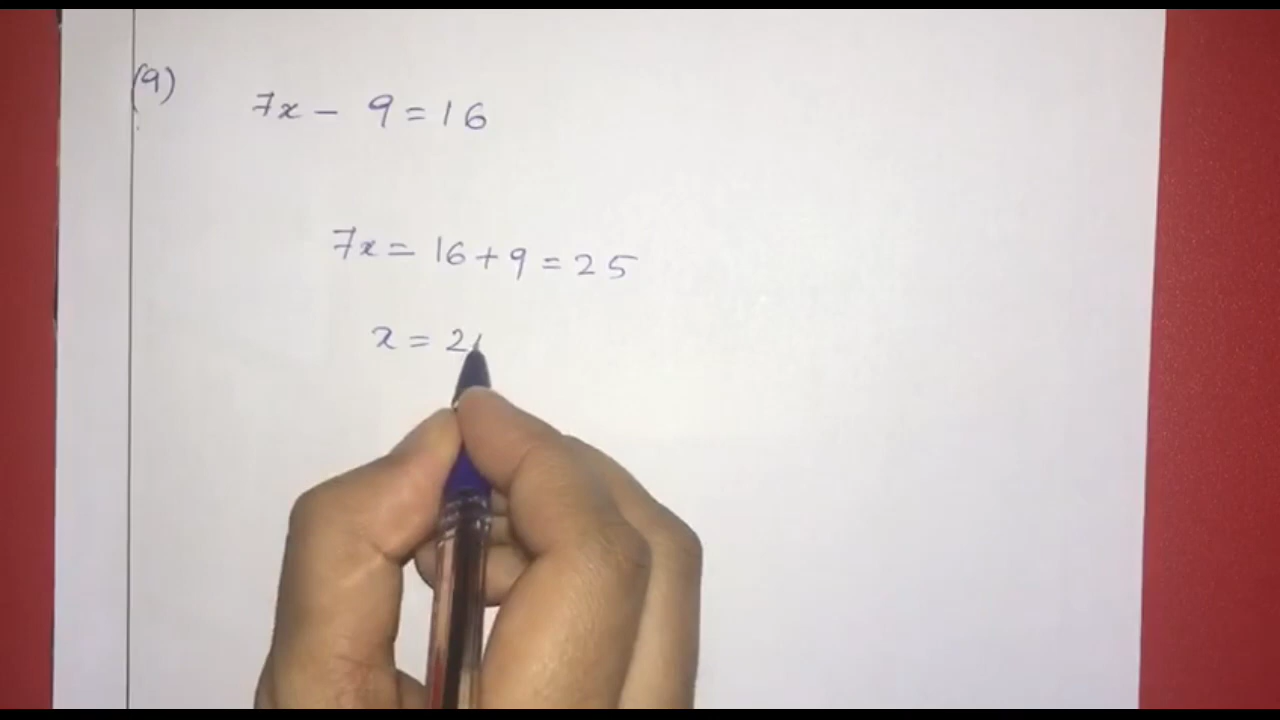 (9) 7x - 9 = 16
7x = 16 + 9 = 25
x = 2